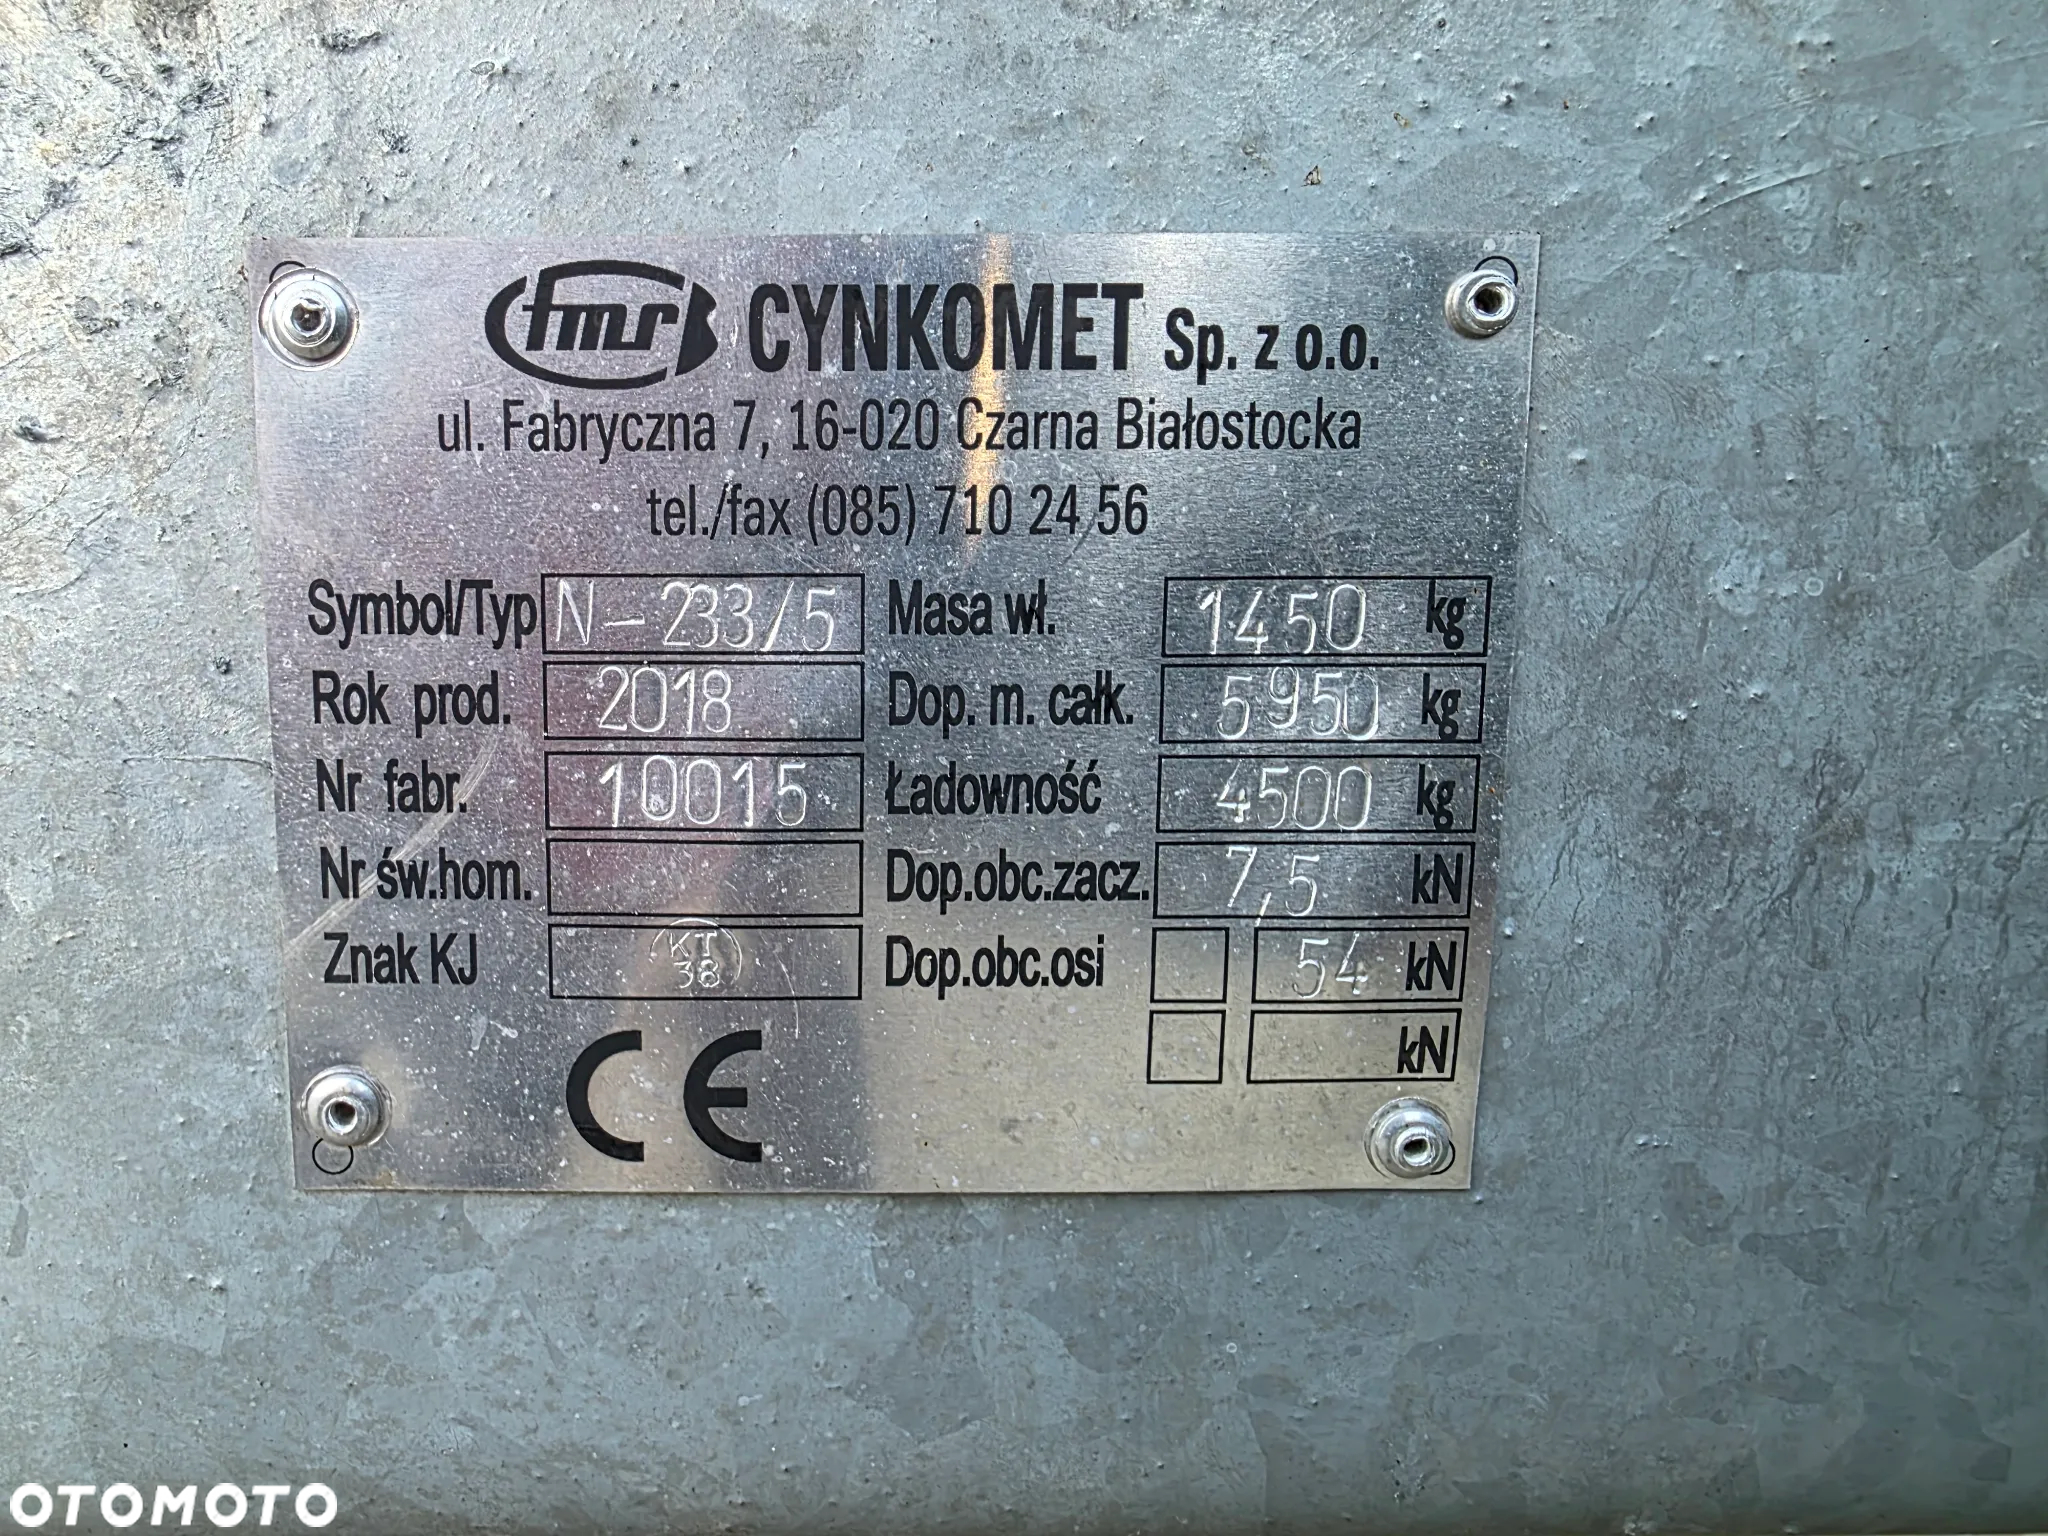 fmrB CYNKOMET Sp. z o.o.
ul. Fabryczna 7, 16-020 Czarna Białostocka
tel./fax (085) 710 24 56
Symbol/Typ N-233/5 Masa wł. 1450 kg
Rok prod. 2018 Dop. m. całk. 5950 kg
Nr fabr. 10015 Ładowność 4500 kg
Nr św.hom. Dop.obc.zacz. 7,5 kN
Znak KJ KT 38 Dop.obc.osi 54 kN
kN
CE
OTOMOTO